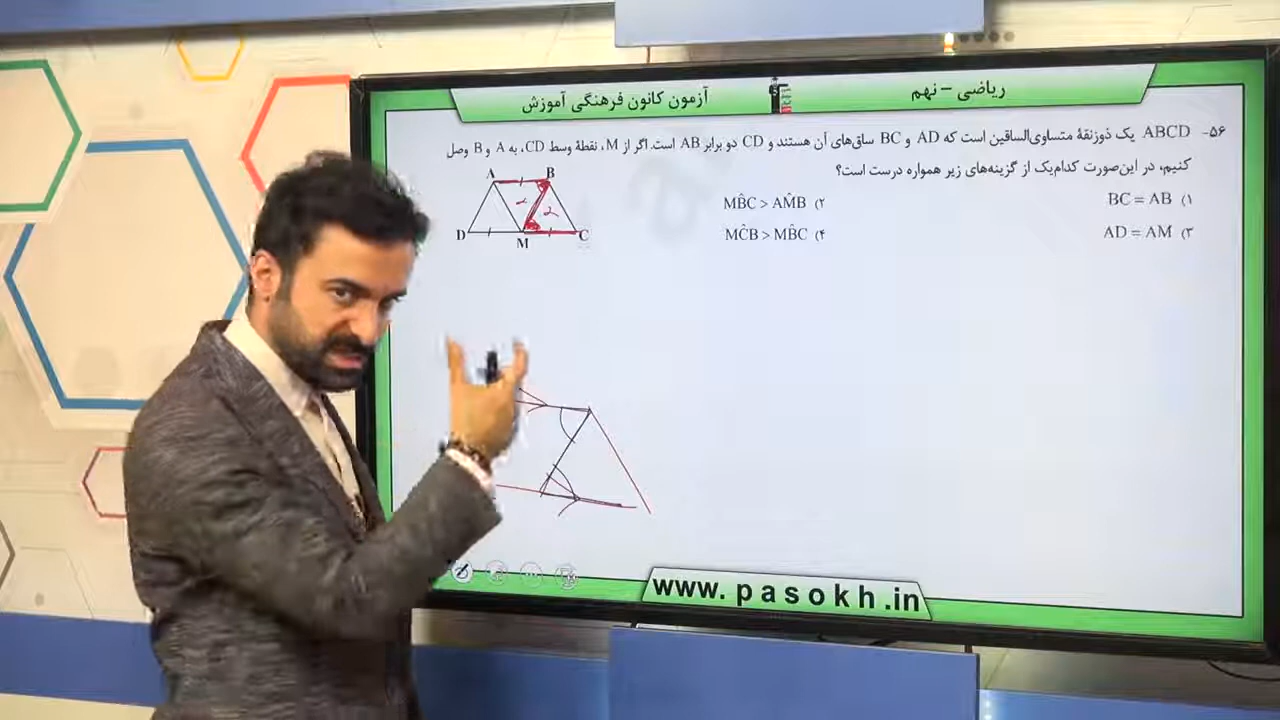 ریاضی – نهم
آزمون کانون فرهنگی آموزش
۵۶- ABCD یک ذوزنقهٔ متساوی‌الساقین است که AD و BC ساق‌های آن هستند و CD دو برابر AB است. اگر از M، نقطهٔ وسط CD، به A و B وصل
کنیم، در این‌صورت کدام‌یک از گزینه‌های زیر همواره درست است؟
۱) BC = AB
۲) MB̂C > AM̂B
۳) AD = AM
۴) MĈB > MB̂C
A B
D M C
www.pasokh.in